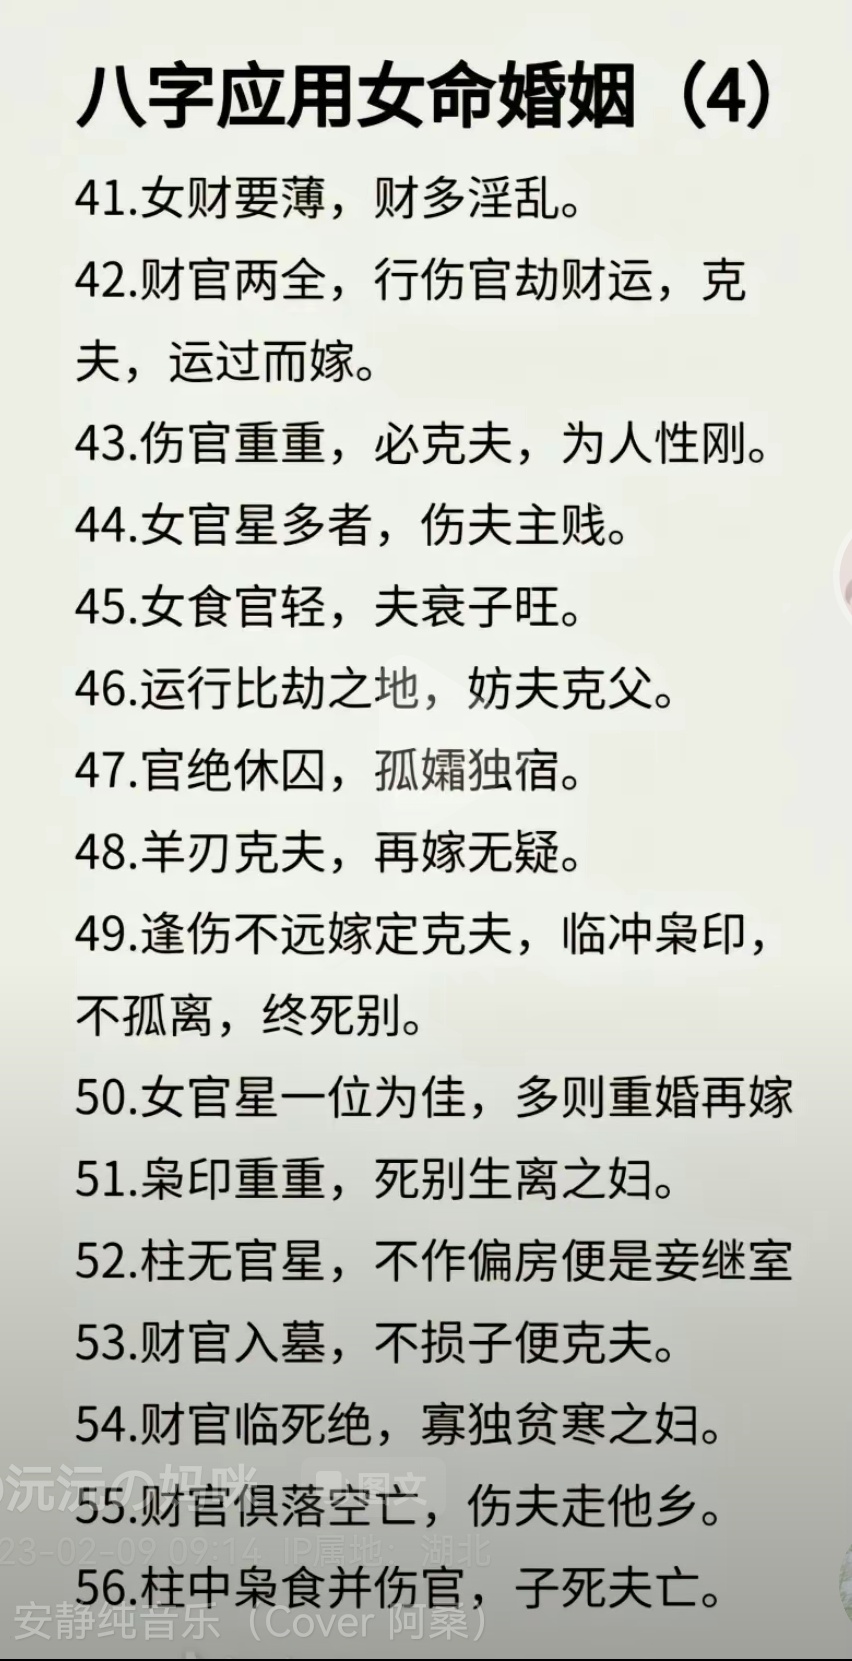 八字应用女命婚姻（4）
41.女财要薄，财多淫乱。
42.财官两全，行伤官劫财运，克
夫，运过而嫁。
43.伤官重重，必克夫，为人性刚。
44.女官星多者，伤夫主贱。
45.女食官轻，夫衰子旺。
46.运行比劫之地，妨夫克父。
47.官绝休囚，孤孀独宿。
48.羊刃克夫，再嫁无疑。
49.逢伤不远嫁定克夫，临冲枭印，
不孤离，终死别。
50.女官星一位为佳，多则重婚再嫁
51.枭印重重，死别生离之妇。
52.柱无官星，不作偏房便是妾继室
53.财官入墓，不损子便克夫。
54.财官临死绝，寡独贫寒之妇。
沅沅の妈咪 图文
55.财官俱落空亡，伤夫走他乡。
23-02-09 09:14 IP属地：湖北
56.柱中枭食并伤官，子死夫亡。
安静纯音乐（Cover 阿桑）